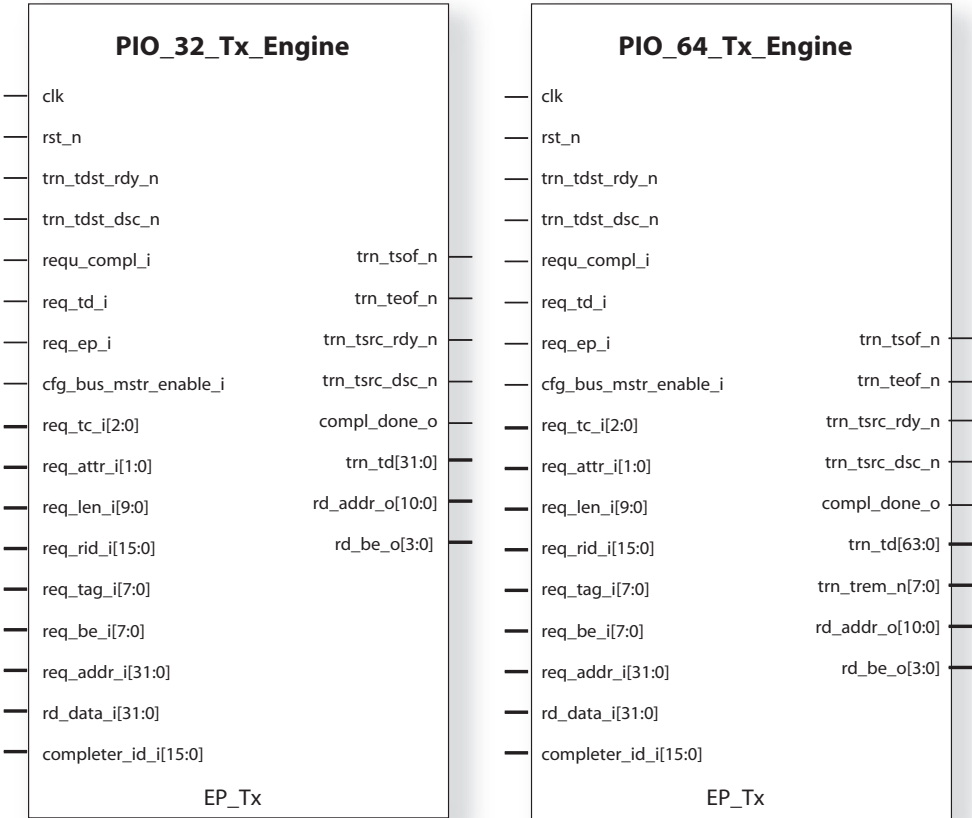 PIO_32_Tx_Engine
clk
rst_n
trn_tdst_rdy_n
trn_tdst_dsc_n
requ_compl_i
req_td_i
req_ep_i
cfg_bus_mstr_enable_i
req_tc_i[2:0]
req_attr_i[1:0]
req_len_i[9:0]
req_rid_i[15:0]
req_tag_i[7:0]
req_be_i[7:0]
req_addr_i[31:0]
rd_data_i[31:0]
completer_id_i[15:0]
trn_tsof_n
trn_teof_n
trn_tsrc_rdy_n
trn_tsrc_dsc_n
compl_done_o
trn_td[31:0]
rd_addr_o[10:0]
rd_be_o[3:0]
EP_Tx
PIO_64_Tx_Engine
clk
rst_n
trn_tdst_rdy_n
trn_tdst_dsc_n
requ_compl_i
req_td_i
req_ep_i
cfg_bus_mstr_enable_i
req_tc_i[2:0]
req_attr_i[1:0]
req_len_i[9:0]
req_rid_i[15:0]
req_tag_i[7:0]
req_be_i[7:0]
req_addr_i[31:0]
rd_data_i[31:0]
completer_id_i[15:0]
trn_tsof_n
trn_teof_n
trn_tsrc_rdy_n
trn_tsrc_dsc_n
compl_done_o
trn_td[63:0]
trn_trem_n[7:0]
rd_addr_o[10:0]
rd_be_o[3:0]
EP_Tx